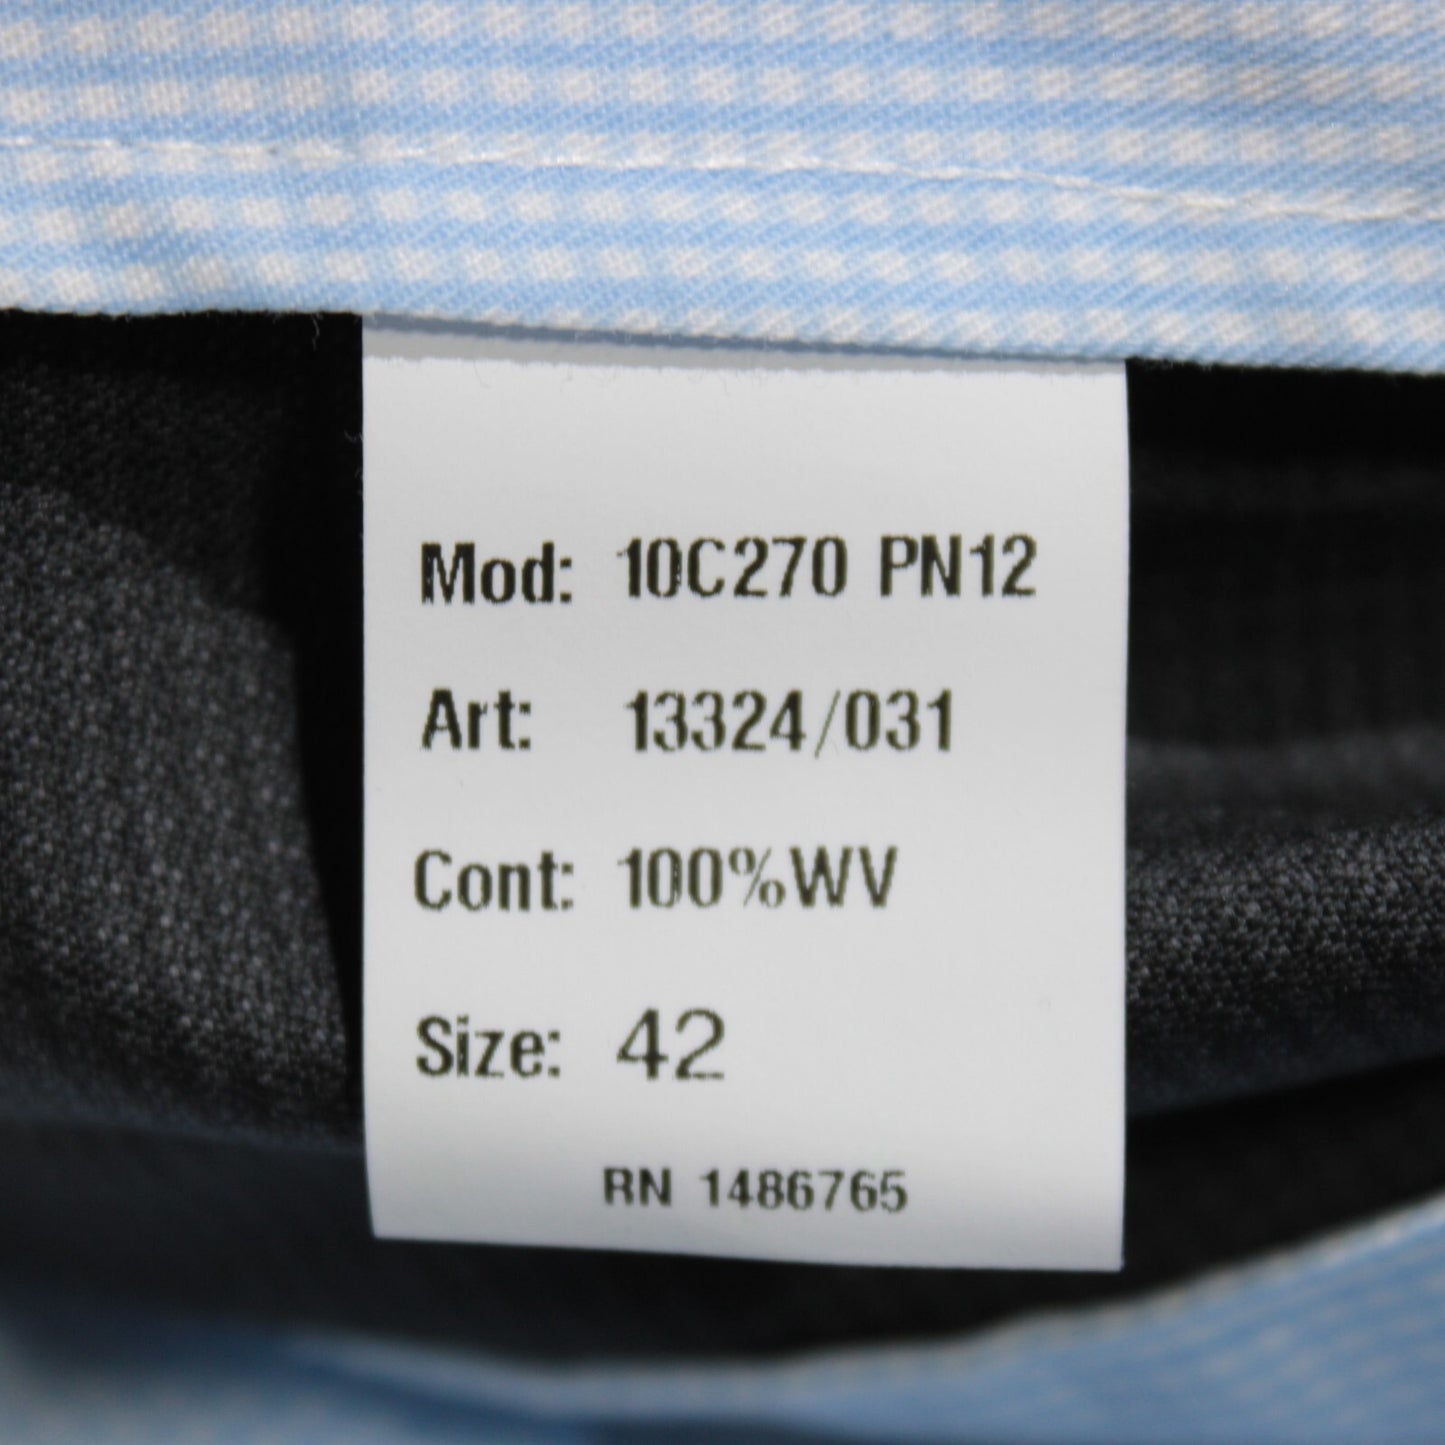 Mod: 10C270 PN12
Art: 13324/031
Cont: 100%WV
Size: 42
RN 1486765